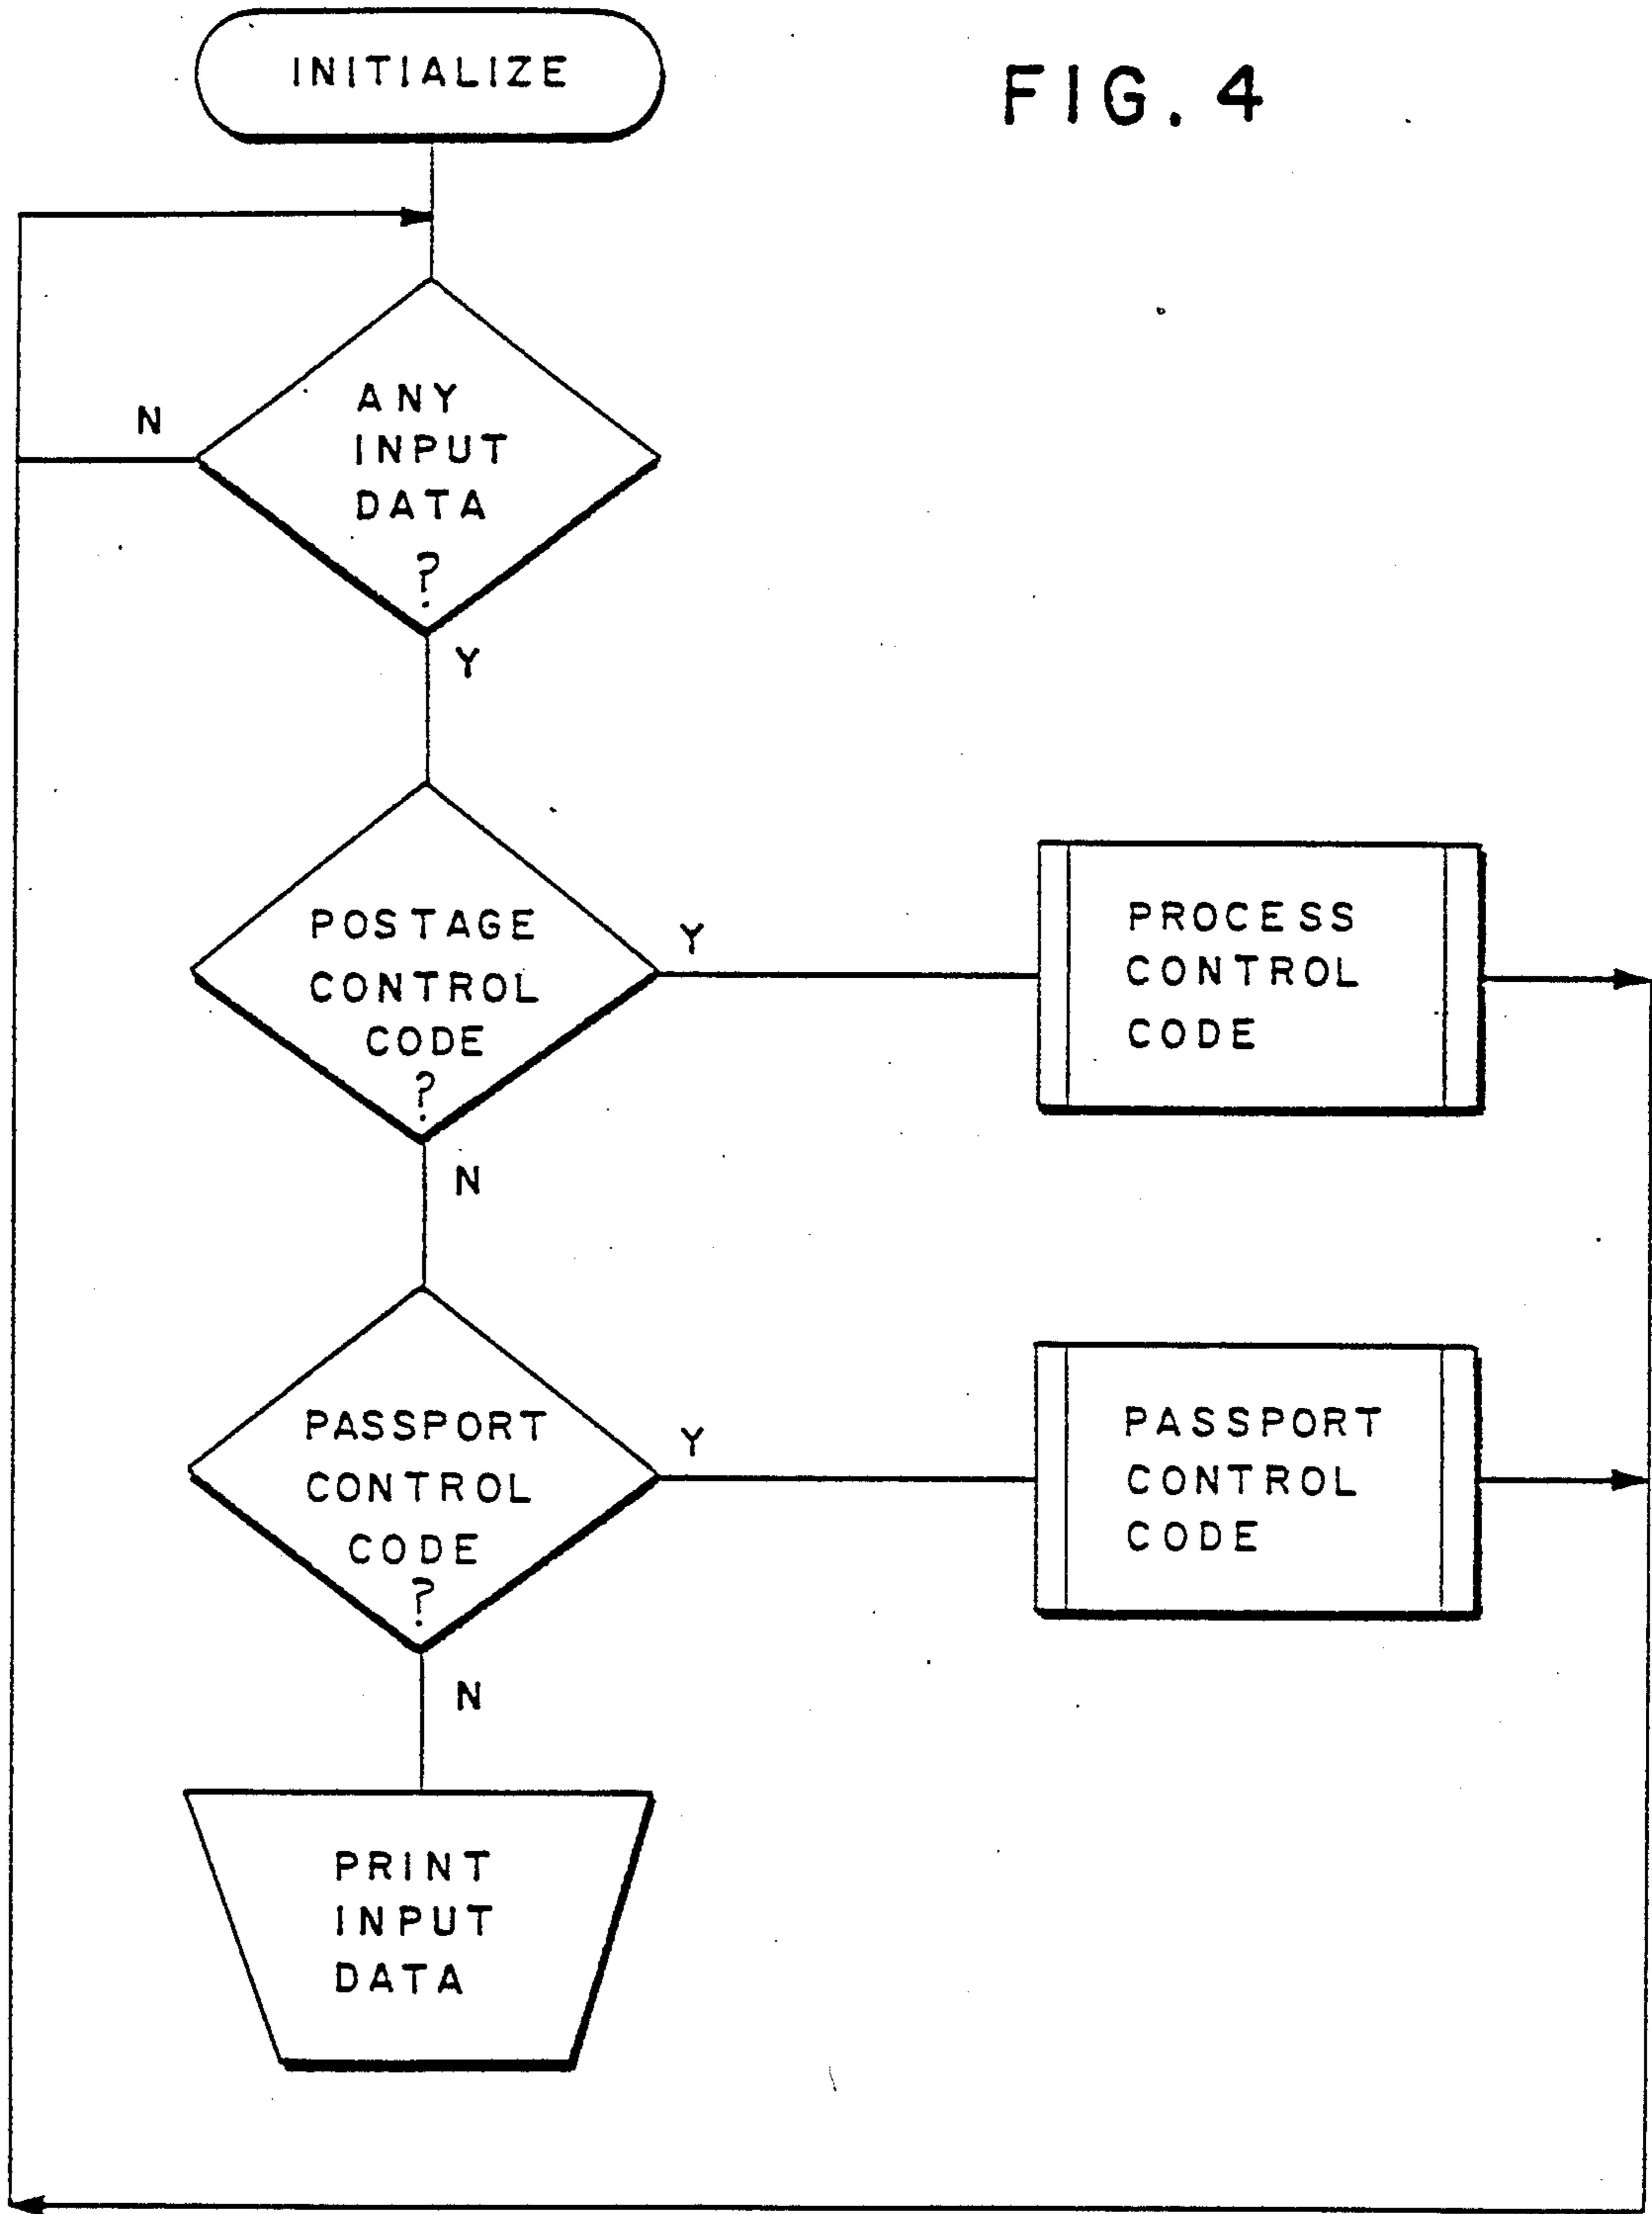 INITIALIZE
FIG. 4
ANY
INPUT
DATA
?
N
Y
POSTAGE
CONTROL
CODE
?
Y
N
PROCESS
CONTROL
CODE
PASSPORT
CONTROL
CODE
?
Y
N
PASSPORT
CONTROL
CODE
PRINT
INPUT
DATA